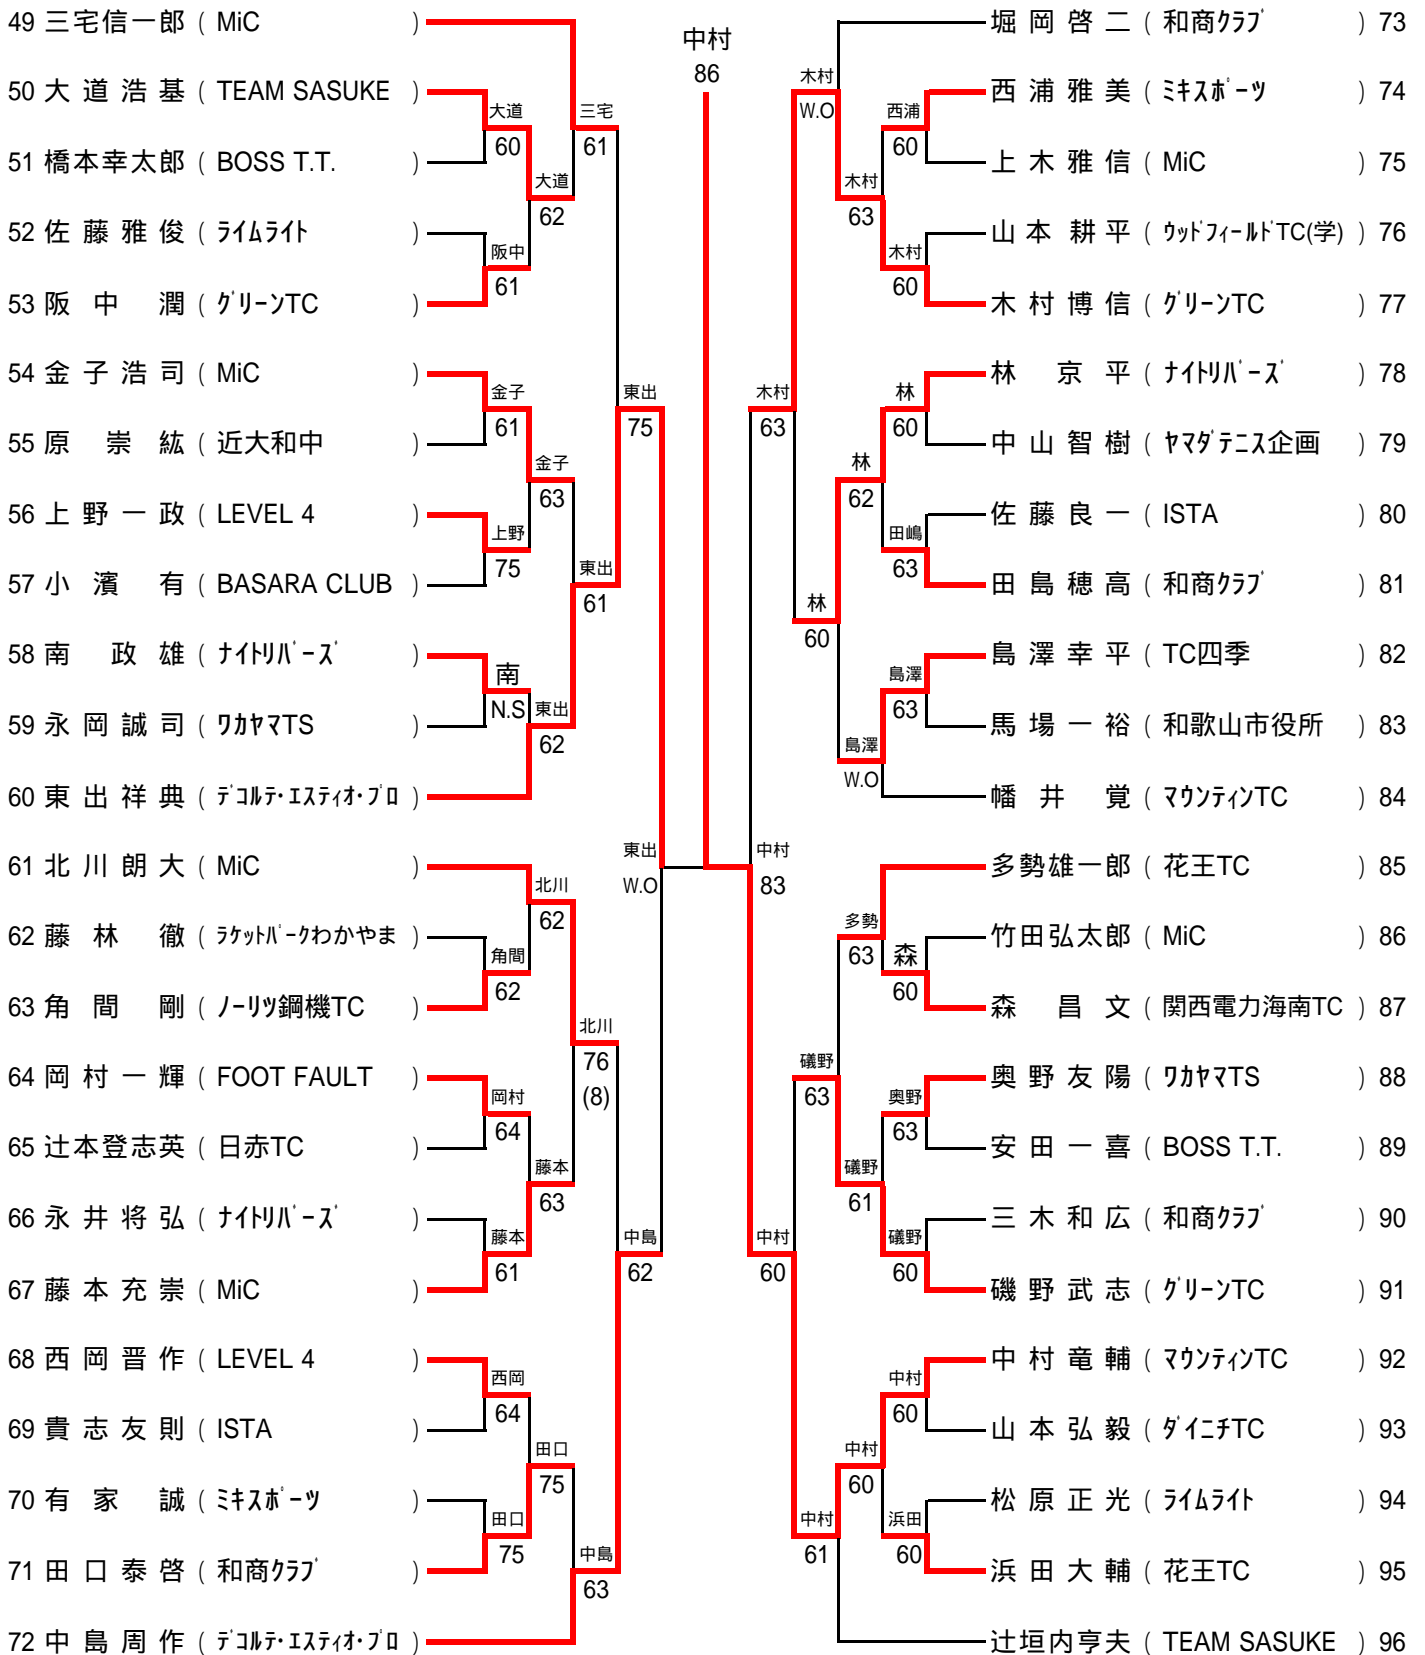 49 三宅信一郎 ( MiC )
50 大道浩基 ( TEAM SASUKE )
51 橋本幸太郎 ( BOSS T.T. )
52 佐藤雅俊 ( ﾗｲﾑﾗｲﾄ )
53 阪中 潤 ( ｸﾞﾘｰﾝTC )
54 金子浩司 ( MiC )
55 原 崇紘 ( 近大和中 )
56 上野一政 ( LEVEL 4 )
57 小濱 有 ( BASARA CLUB )
58 南 政雄 ( ﾅｲﾄﾘﾊﾞｰｽﾞ )
59 永岡誠司 ( ﾜｶﾔﾏTS )
60 東出祥典 ( ﾃﾞｺﾙﾃ･ｴｽﾃｨｵ･ﾌﾟﾛ )
61 北川朗大 ( MiC )
62 藤林 徹 ( ﾗｹｯﾄﾊﾟｰｸわかやま )
63 角間 剛 ( ﾉｰﾘﾂ鋼機TC )
64 岡村一輝 ( FOOT FAULT )
65 辻本登志英 ( 日赤TC )
66 永井将弘 ( ﾅｲﾄﾘﾊﾞｰｽﾞ )
67 藤本充崇 ( MiC )
68 西岡晋作 ( LEVEL 4 )
69 貴志友則 ( ISTA )
70 有家 誠 ( ﾐｷｽﾎﾟｰﾂ )
71 田口泰啓 ( 和商ｸﾗﾌﾞ )
72 中島周作 ( ﾃﾞｺﾙﾃ･ｴｽﾃｨｵ･ﾌﾟﾛ )
大道
60
阪中
61
金子
61
上野
75
南
N.S
角間
62
岡村
64
藤本
61
西岡
64
田口
75
大道
62
金子
63
東出
62
北川
62
藤本
63
田口
75
三宅
61
東出
61
北川
76
(8)
中島
63
東出
75
中島
62
東出
W.O
中村
86
中村
83
木村
63
中村
60
木村
W.O
林
60
礒野
63
中村
61
木村
63
林
62
島澤
W.O
多勢
63
礒野
61
中村
60
西浦
60
木村
60
林
60
田嶋
63
島澤
63
森
60
奥野
63
礒野
60
中村
60
浜田
60
堀岡啓二 ( 和商ｸﾗﾌﾞ ) 73
西浦雅美 ( ﾐｷｽﾎﾟｰﾂ ) 74
上木雅信 ( MiC ) 75
山本耕平 ( ｳｯﾄﾞﾌｨｰﾙﾄﾞTC(学) ) 76
木村博信 ( ｸﾞﾘｰﾝTC ) 77
林 京平 ( ﾅｲﾄﾘﾊﾞｰｽﾞ ) 78
中山智樹 ( ﾔﾏﾀﾞﾃﾆｽ企画 ) 79
佐藤良一 ( ISTA ) 80
田島穂高 ( 和商ｸﾗﾌﾞ ) 81
島澤幸平 ( TC四季 ) 82
馬場一裕 ( 和歌山市役所 ) 83
幡井 覚 ( ﾏｳﾝﾃｨﾝTC ) 84
多勢雄一郎 ( 花王TC ) 85
竹田弘太郎 ( MiC ) 86
森 昌文 ( 関西電力海南TC ) 87
奥野友陽 ( ﾜｶﾔﾏTS ) 88
安田一喜 ( BOSS T.T. ) 89
三木和広 ( 和商ｸﾗﾌﾞ ) 90
磯野武志 ( ｸﾞﾘｰﾝTC ) 91
中村竜輔 ( ﾏｳﾝﾃｨﾝTC ) 92
山本弘毅 ( ﾀﾞｲﾆﾁTC ) 93
松原正光 ( ﾗｲﾑﾗｲﾄ ) 94
浜田大輔 ( 花王TC ) 95
辻垣内亨夫 ( TEAM SASUKE ) 96